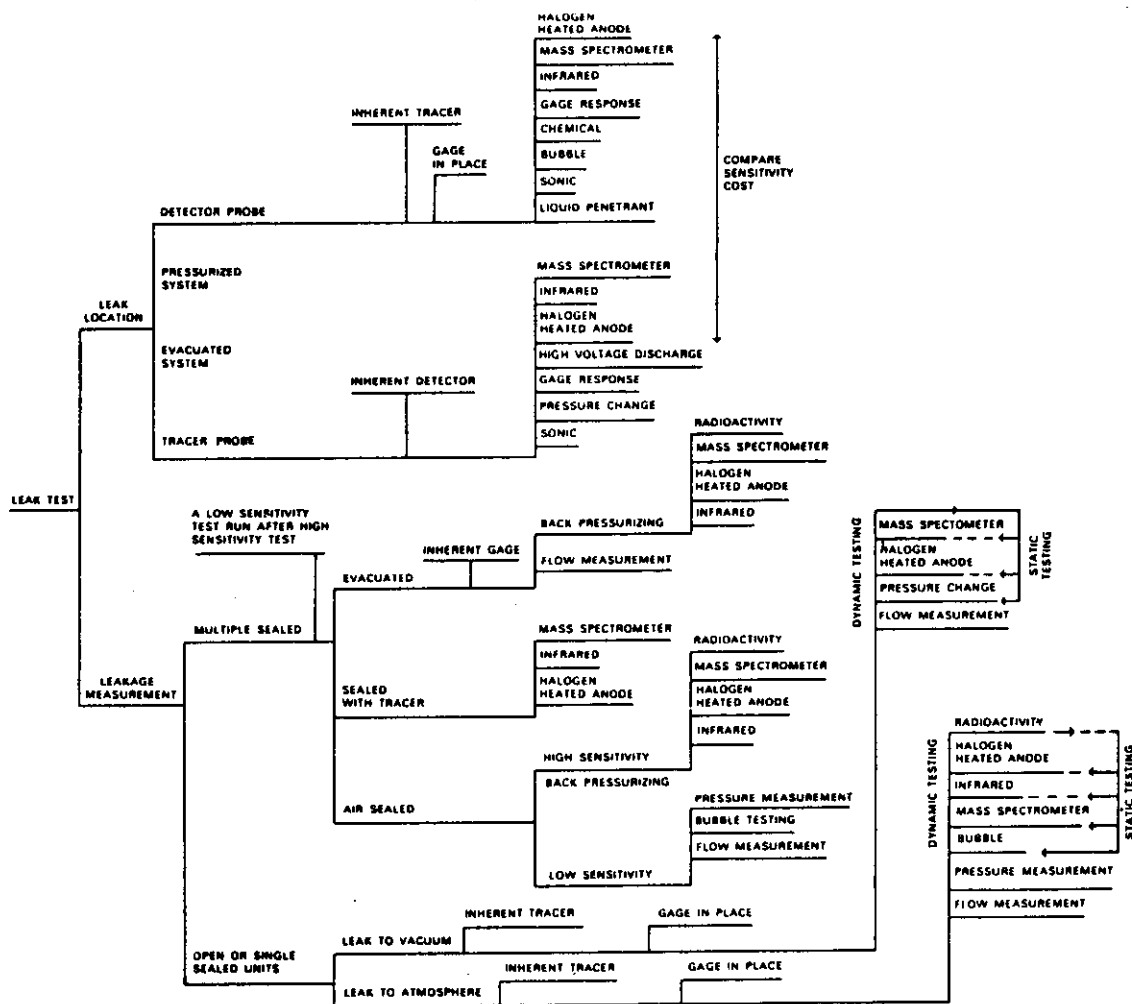 HALOGEN
HEATED ANODE
MASS SPECTROMETER
INFRARED
GAGE RESPONSE
CHEMICAL
BUBBLE
SONIC
LIQUID PENETRANT
INHERENT TRACER
GAGE
IN PLACE
COMPARE
SENSITIVITY
COST
DETECTOR PROBE
PRESSURIZED
SYSTEM
LEAK
LOCATION
EVACUATED
SYSTEM
MASS SPECTROMETER
INFRARED
HALOGEN
HEATED ANODE
HIGH VOLTAGE DISCHARGE
GAGE RESPONSE
PRESSURE CHANGE
SONIC
INHERENT DETECTOR
TRACER PROBE
LEAK TEST
A LOW SENSITIVITY
TEST RUN AFTER HIGH
SENSITIVITY TEST
RADIOACTIVITY
MASS SPECTROMETER
HALOGEN
HEATED ANODE
INFRARED
BACK PRESSURIZING
INHERENT GAGE
FLOW MEASUREMENT
EVACUATED
MULTIPLE SEALED
LEAKAGE
MEASUREMENT
MASS SPECTROMETER
INFRARED
HALOGEN
HEATED ANODE
SEALED
WITH TRACER
RADIOACTIVITY
MASS SPECTROMETER
HALOGEN
HEATED ANODE
INFRARED
HIGH SENSITIVITY
BACK PRESSURIZING
AIR SEALED
PRESSURE MEASUREMENT
BUBBLE TESTING
FLOW MEASUREMENT
LOW SENSITIVITY
DYNAMIC TESTING
MASS SPECTOMETER
HALOGEN
HEATED ANODE
PRESSURE CHANGE
FLOW MEASUREMENT
STATIC
TESTING
DYNAMIC TESTING
RADIOACTIVITY
HALOGEN
HEATED ANODE
INFRARED
MASS SPECTROMETER
BUBBLE
PRESSURE MEASUREMENT
FLOW MEASUREMENT
STATIC TESTING
OPEN OR SINGLE
SEALED UNITS
LEAK TO VACUUM
INHERENT TRACER
GAGE IN PLACE
LEAK TO ATMOSPHERE
INHERENT TRACER
GAGE IN PLACE